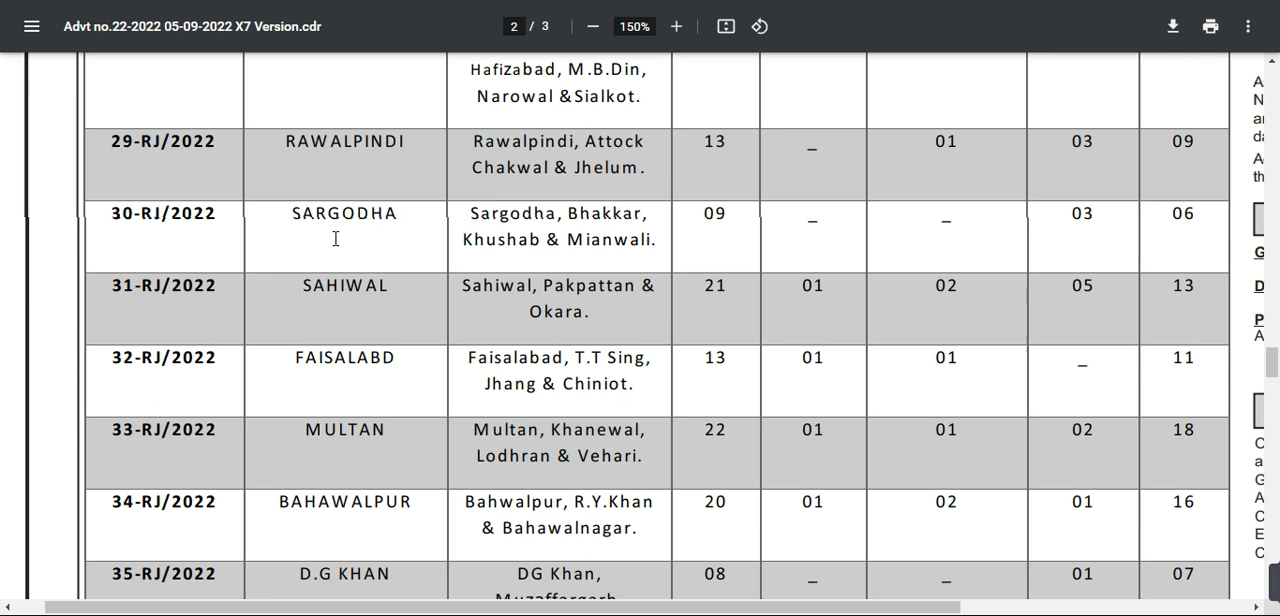 Advt no.22-2022 05-09-2022 X7 Version.cdr 2 / 3 150%
Hafizabad, M.B.Din,
Narowal &Sialkot.
29-RJ/2022 RAWALPINDI Rawalpindi, Attock 13 _ 01 03 09
Chakwal & Jhelum.
30-RJ/2022 SARGODHA Sargodha, Bhakkar, 09 _ _ 03 06
Khushab & Mianwali.
31-RJ/2022 SAHIWAL Sahiwal, Pakpattan & 21 01 02 05 13
Okara.
32-RJ/2022 FAISALABD Faisalabad, T.T Sing, 13 01 01 _ 11
Jhang & Chiniot.
33-RJ/2022 MULTAN Multan, Khanewal, 22 01 01 02 18
Lodhran & Vehari.
34-RJ/2022 BAHAWALPUR Bahwalpur, R.Y.Khan 20 01 02 01 16
& Bahawalnagar.
35-RJ/2022 D.G KHAN DG Khan, 08 _ _ 01 07